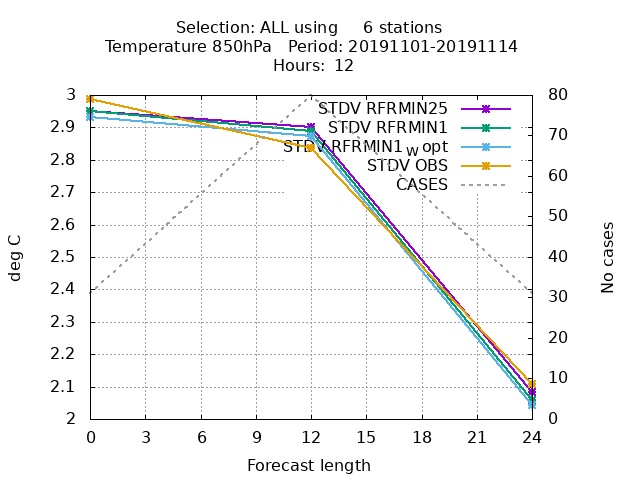 Selection: ALL using     6 stations
Temperature 850hPa   Period: 20191101-20191114
Hours:  12
STDV RFRMIN25
STDV RFRMIN1
STDV RFRMIN1 w opt
STDV OBS
CASES
deg C
3
2.9
2.8
2.7
2.6
2.5
2.4
2.3
2.2
2.1
2
80
70
60
50
40
30
20
10
0
No cases
0 3 6 9 12 15 18 21 24
Forecast length